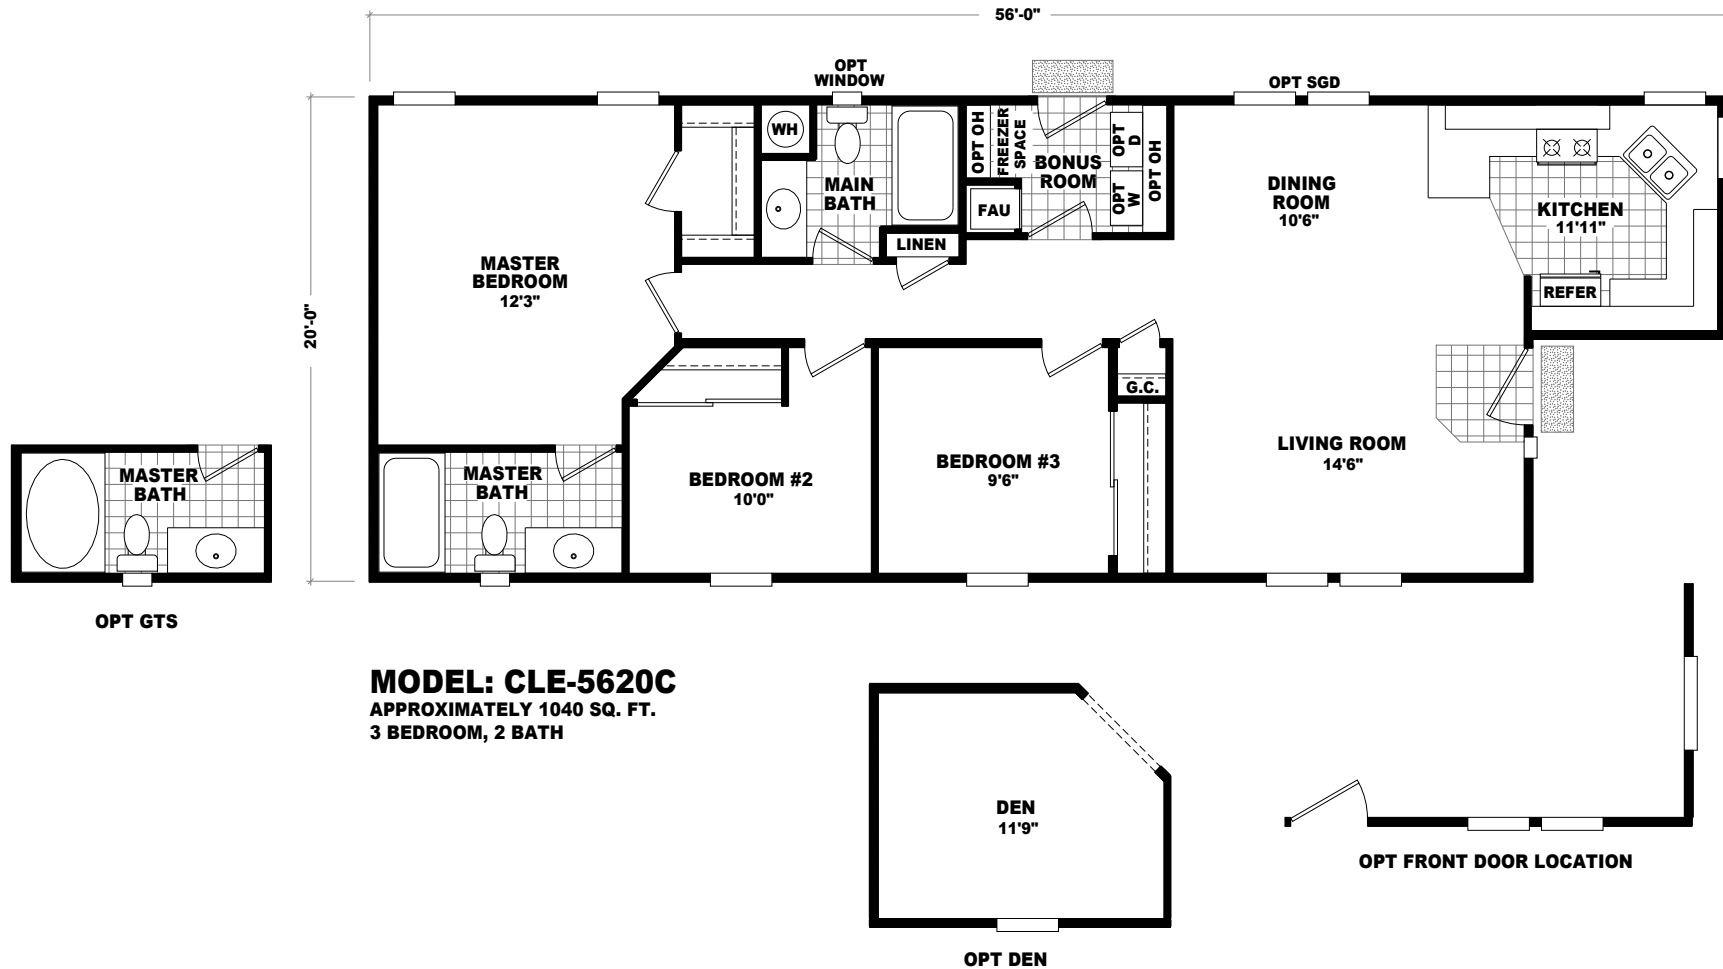 56'-0"
20'-0"
OPT
WINDOW
OPT SGD
WH
MAIN
BATH
LINEN
OPT OH
FREEZER
SPACE
BONUS
ROOM
OPT
D
OPT
W
OPT OH
FAU
DINING
ROOM
10'6"
KITCHEN
11'11"
REFER
MASTER
BEDROOM
12'3"
G.C.
LIVING ROOM
14'6"
BEDROOM #2
10'0"
BEDROOM #3
9'6"
MASTER
BATH
MASTER
BATH
OPT GTS
MODEL: CLE-5620C
APPROXIMATELY 1040 SQ. FT.
3 BEDROOM, 2 BATH
DEN
11'9"
OPT DEN
OPT FRONT DOOR LOCATION